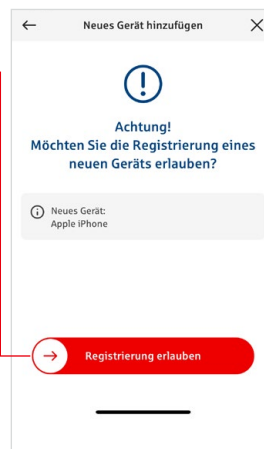 Neues Gerät hinzufügen
Achtung!
Möchten Sie die Registrierung eines
neuen Geräts erlauben?
Neues Gerät:
Apple iPhone
Registrierung erlauben